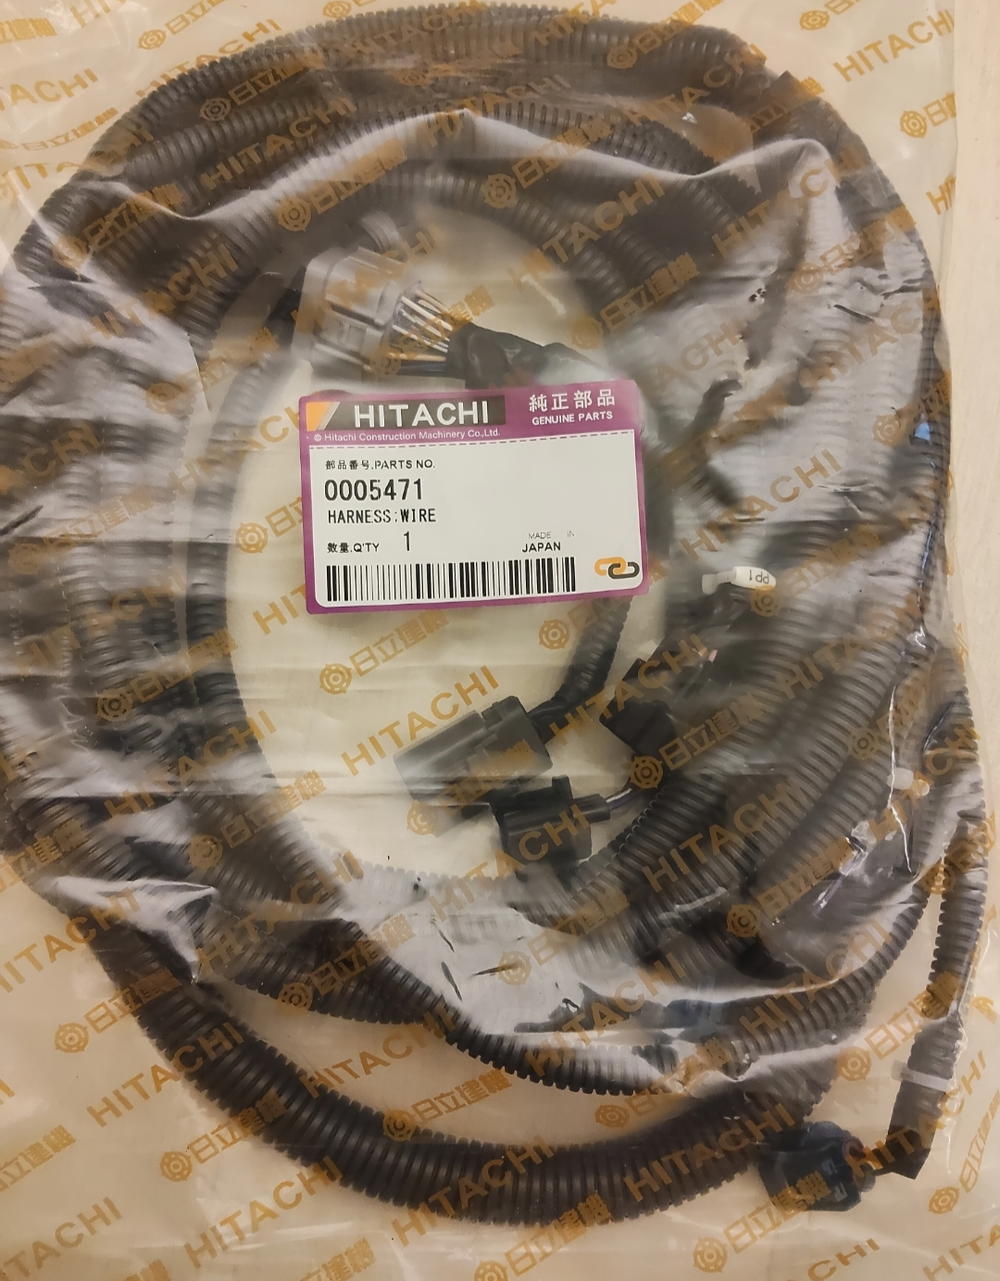 HITACHI
純正部品
GENUINE PARTS
© Hitachi Construction Machinery Co.,Ltd.
部品番号.PARTS NO.
0005471
HARNESS:WIRE
数量.Q'TY 1
MADE IN
JAPAN
PP1
日立建機
HITACHI